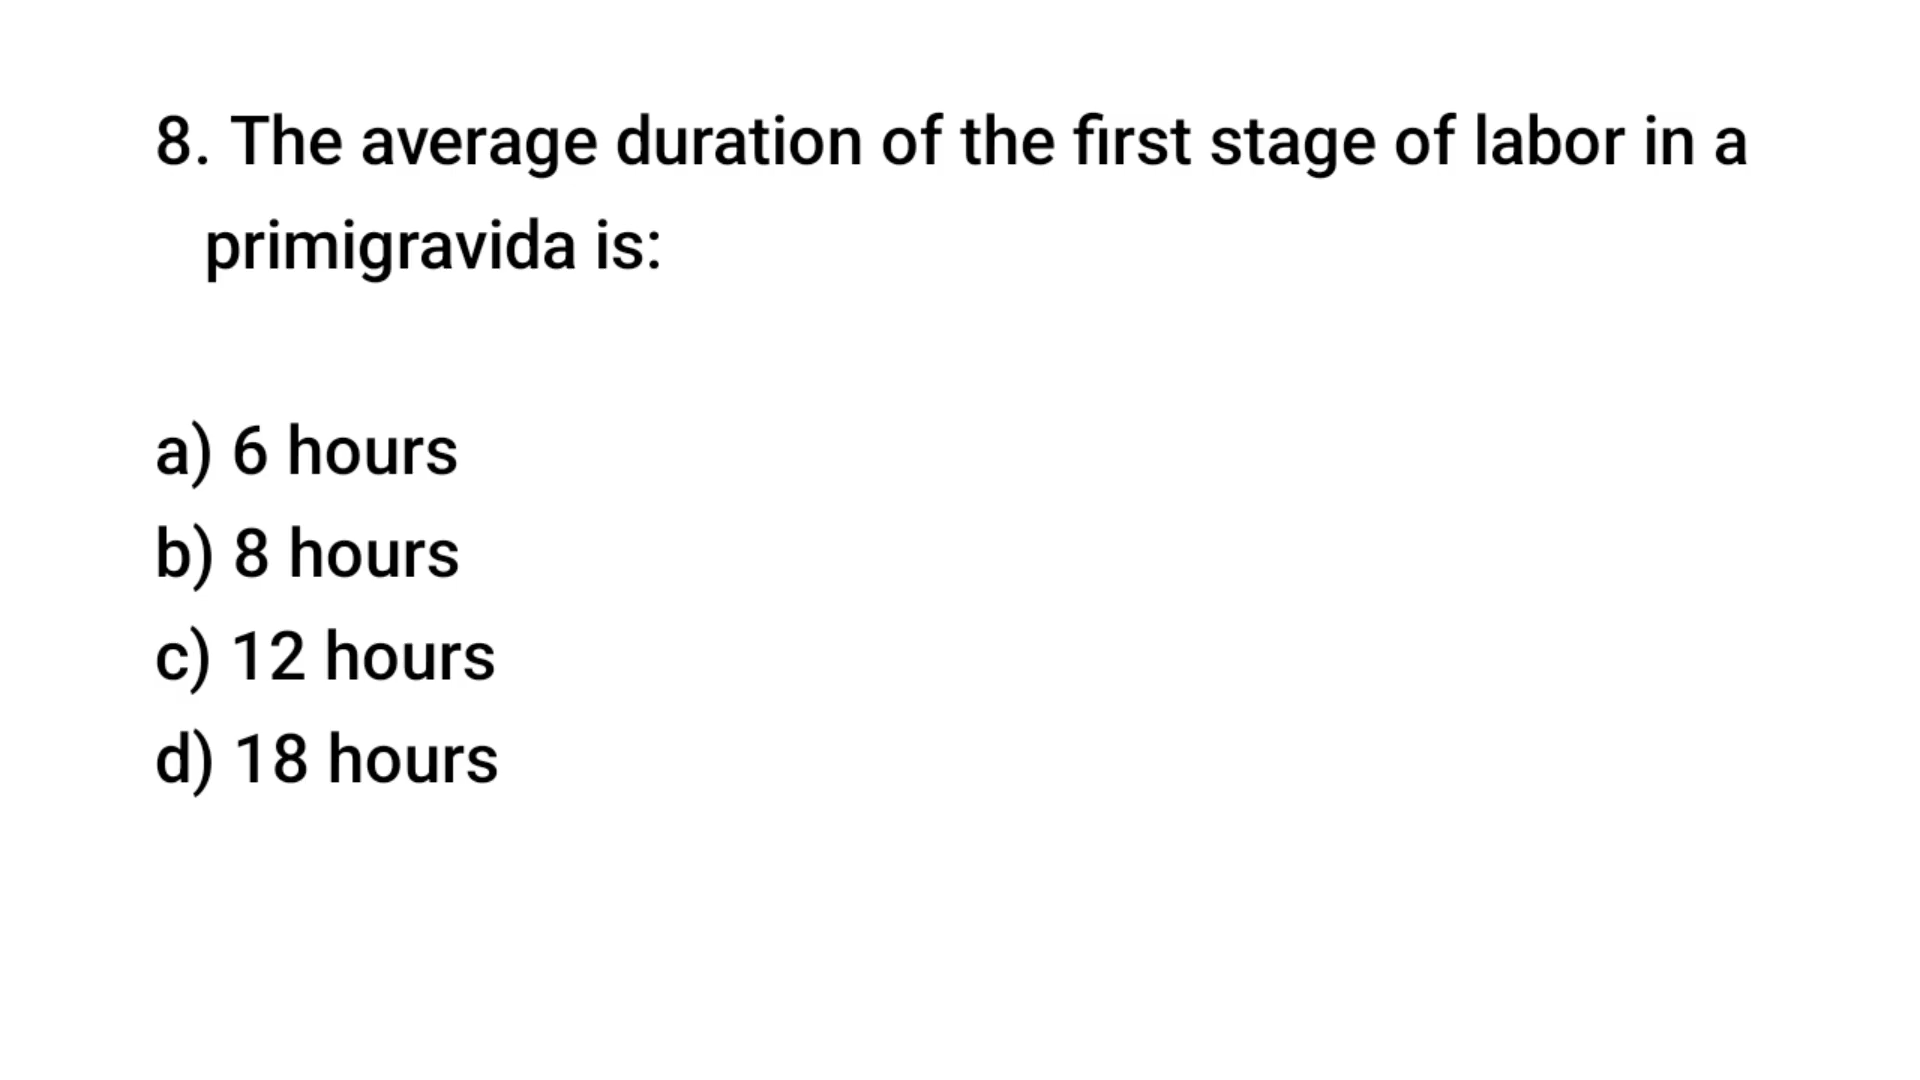 8. The average duration of the first stage of labor in a
primigravida is:
a) 6 hours
b) 8 hours
c) 12 hours
d) 18 hours